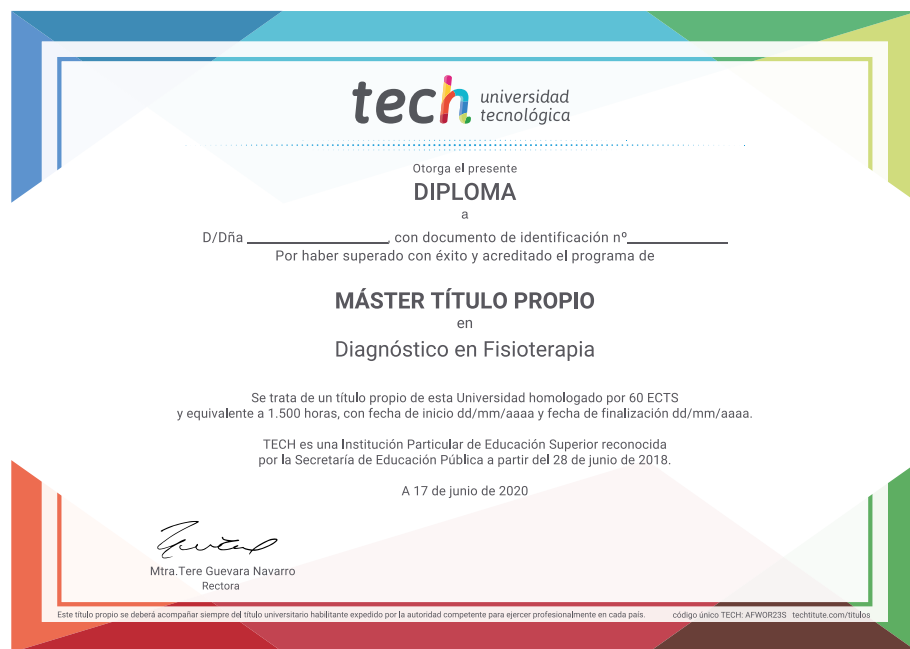 tech universidad
tecnológica
Otorga el presente
DIPLOMA
a
D/Dña ____________________, con documento de identificación nº______________
Por haber superado con éxito y acreditado el programa de
MÁSTER TÍTULO PROPIO
en
Diagnóstico en Fisioterapia
Se trata de un título propio de esta Universidad homologado por 60 ECTS
y equivalente a 1.500 horas, con fecha de inicio dd/mm/aaaa y fecha de finalización dd/mm/aaaa.
TECH es una Institución Particular de Educación Superior reconocida
por la Secretaría de Educación Pública a partir del 28 de junio de 2018.
A 17 de junio de 2020
Mtra.Tere Guevara Navarro
Rectora
Este título propio se deberá acompañar siempre del título universitario habilitante expedido por la autoridad competente para ejercer profesionalmente en cada país. código único TECH: AFWOR23S techtitute.com/titulos